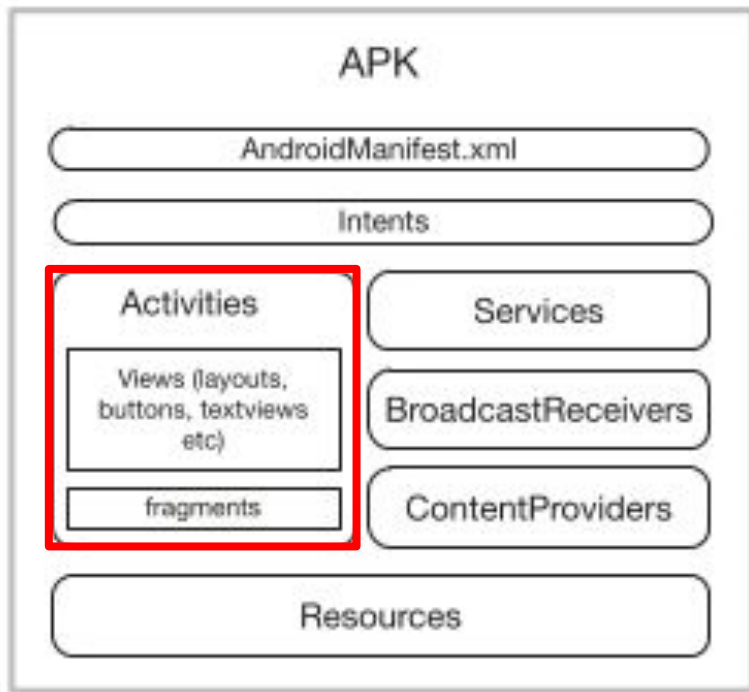 APK
AndroidManifest.xml
Intents
Activities
Views (layouts,
buttons, textviews
etc)
fragments
Services
BroadcastReceivers
ContentProviders
Resources